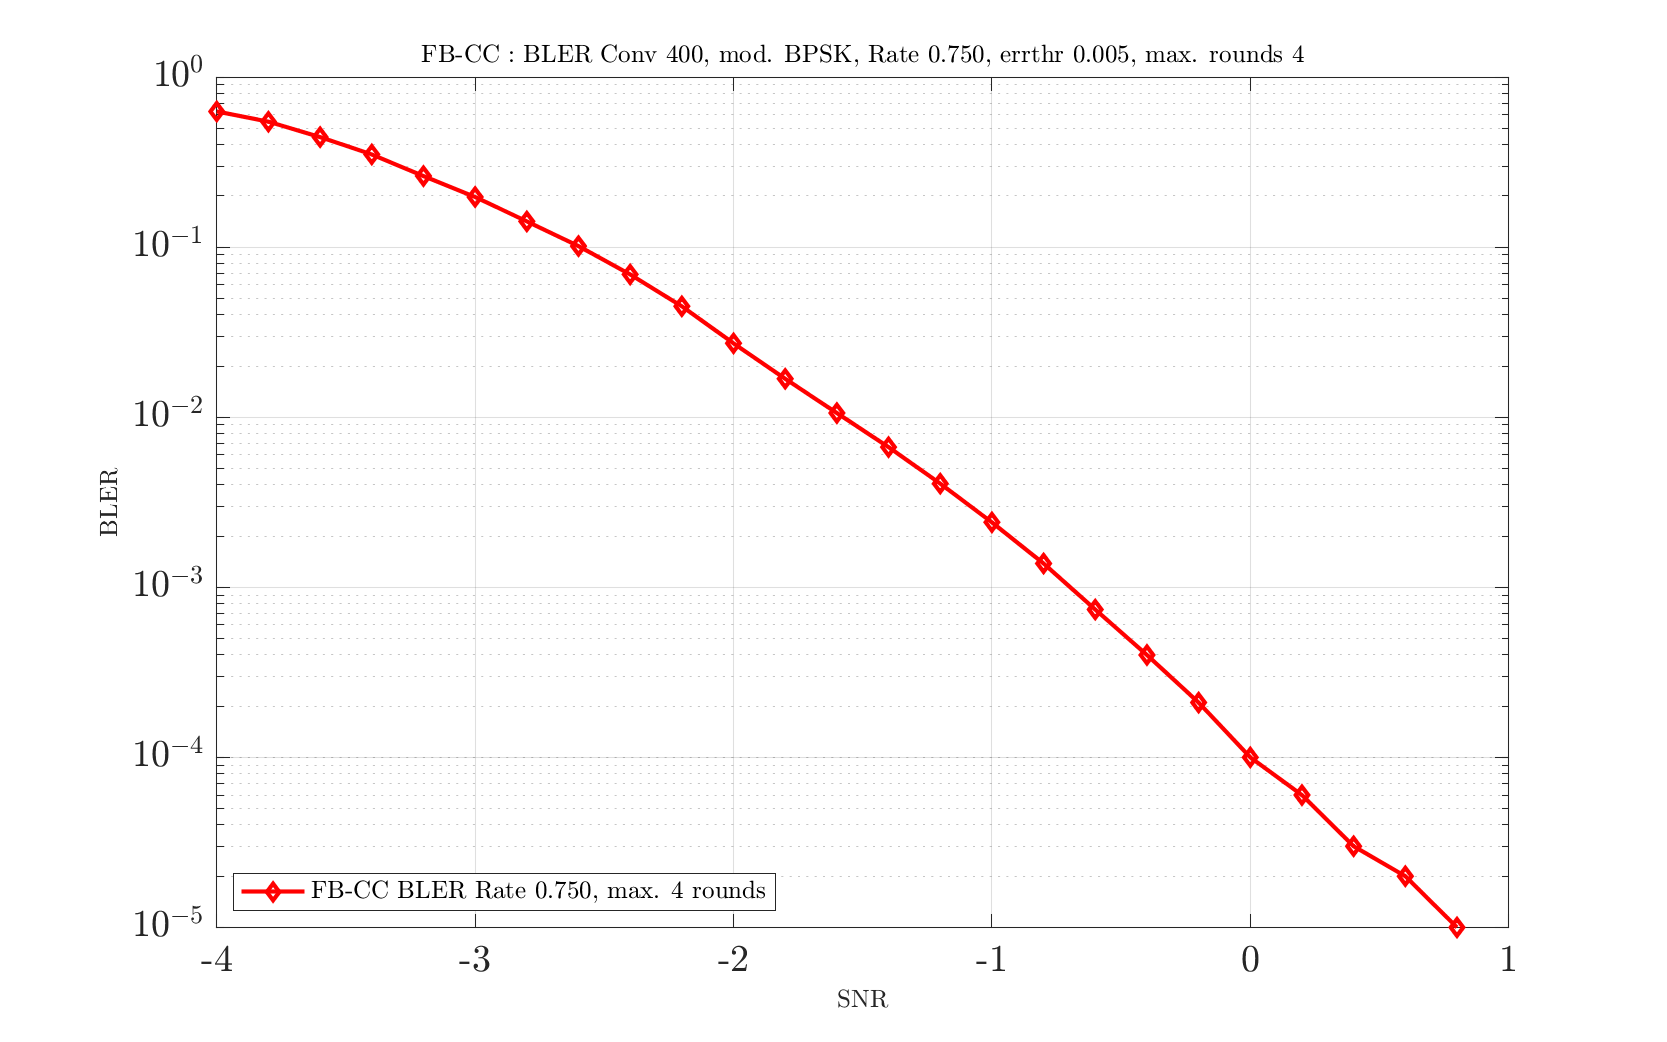 FB-CC : BLER Conv 400, mod. BPSK, Rate 0.750, errthr 0.005, max. rounds 4
10^0
10^-1
10^-2
10^-3
10^-4
10^-5
BLER
FB-CC BLER Rate 0.750, max. 4 rounds
-4 -3 -2 -1 0 1
SNR